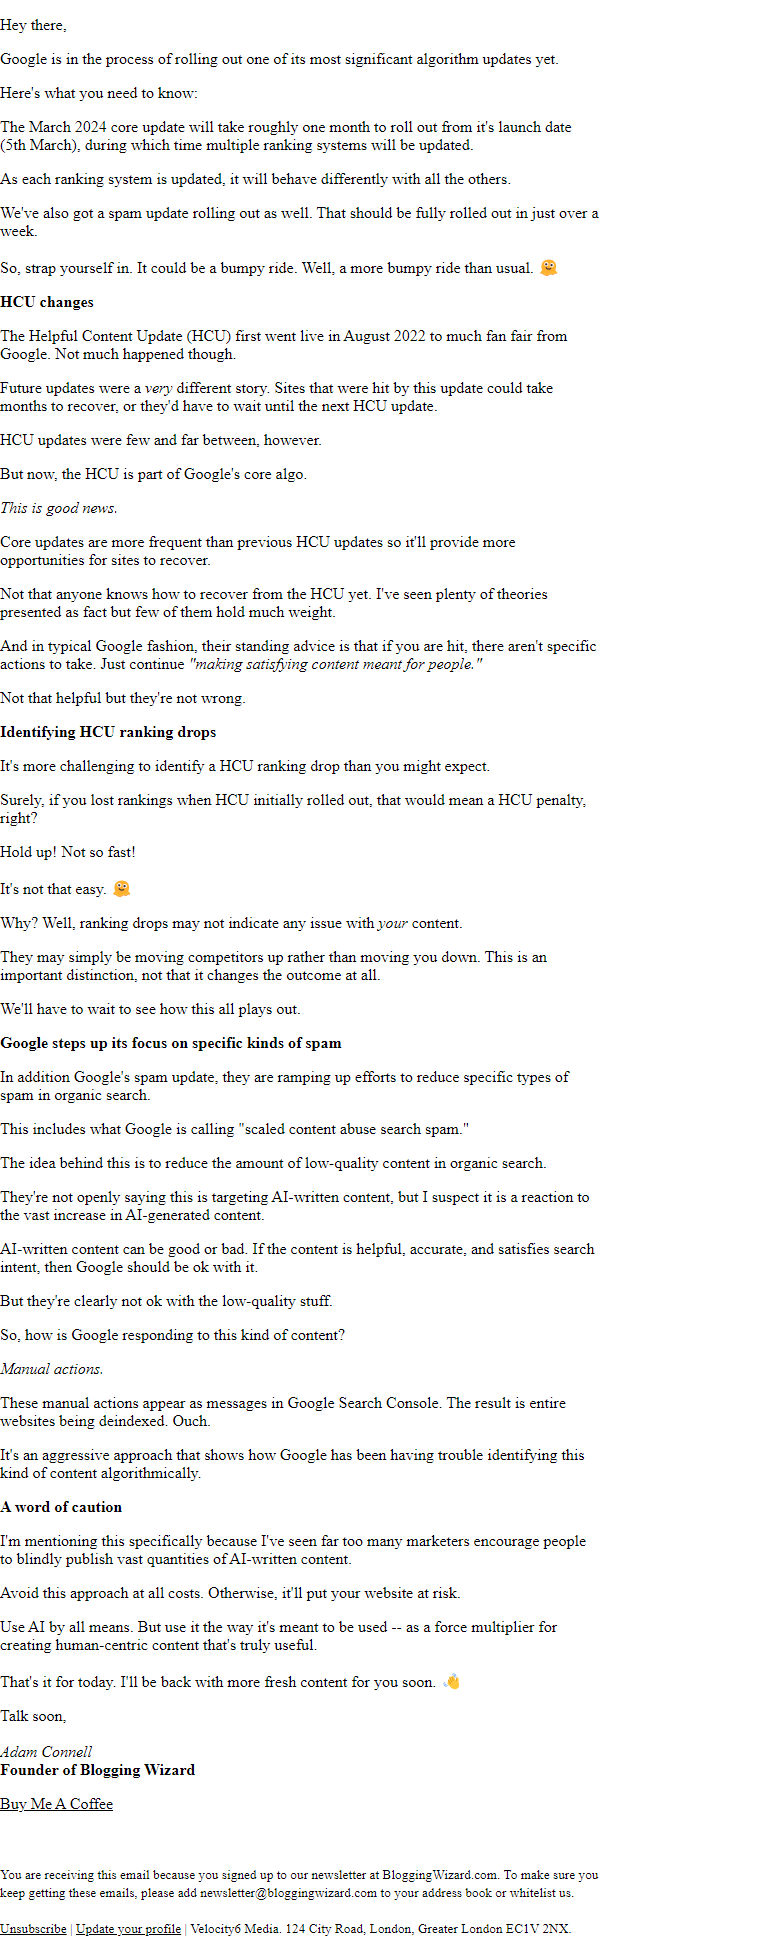 Hey there,
Google is in the process of rolling out one of its most significant algorithm updates yet.
Here's what you need to know:
The March 2024 core update will take roughly one month to roll out from it's launch date
(5th March), during which time multiple ranking systems will be updated.
As each ranking system is updated, it will behave differently with all the others.
We've also got a spam update rolling out as well. That should be fully rolled out in just over a
week.
So, strap yourself in. It could be a bumpy ride. Well, a more bumpy ride than usual. 🫠
HCU changes
The Helpful Content Update (HCU) first went live in August 2022 to much fan fair from
Google. Not much happened though.
Future updates were a very different story. Sites that were hit by this update could take
months to recover, or they'd have to wait until the next HCU update.
HCU updates were few and far between, however.
But now, the HCU is part of Google's core algo.
This is good news.
Core updates are more frequent than previous HCU updates so it'll provide more
opportunities for sites to recover.
Not that anyone knows how to recover from the HCU yet. I've seen plenty of theories
presented as fact but few of them hold much weight.
And in typical Google fashion, their standing advice is that if you are hit, there aren't specific
actions to take. Just continue "making satisfying content meant for people."
Not that helpful but they're not wrong.
Identifying HCU ranking drops
It's more challenging to identify a HCU ranking drop than you might expect.
Surely, if you lost rankings when HCU initially rolled out, that would mean a HCU penalty,
right?
Hold up! Not so fast!
It's not that easy. 🫠
Why? Well, ranking drops may not indicate any issue with your content.
They may simply be moving competitors up rather than moving you down. This is an
important distinction, not that it changes the outcome at all.
We'll have to wait to see how this all plays out.
Google steps up its focus on specific kinds of spam
In addition Google's spam update, they are ramping up efforts to reduce specific types of
spam in organic search.
This includes what Google is calling "scaled content abuse search spam."
The idea behind this is to reduce the amount of low-quality content in organic search.
They're not openly saying this is targeting AI-written content, but I suspect it is a reaction to
the vast increase in AI-generated content.
AI-written content can be good or bad. If the content is helpful, accurate, and satisfies search
intent, then Google should be ok with it.
But they're clearly not ok with the low-quality stuff.
So, how is Google responding to this kind of content?
Manual actions.
These manual actions appear as messages in Google Search Console. The result is entire
websites being deindexed. Ouch.
It's an aggressive approach that shows how Google has been having trouble identifying this
kind of content algorithmically.
A word of caution
I'm mentioning this specifically because I've seen far too many marketers encourage people
to blindly publish vast quantities of AI-written content.
Avoid this approach at all costs. Otherwise, it'll put your website at risk.
Use AI by all means. But use it the way it's meant to be used -- as a force multiplier for
creating human-centric content that's truly useful.
That's it for today. I'll be back with more fresh content for you soon. 👋
Talk soon,
Adam Connell
Founder of Blogging Wizard
Buy Me A Coffee
You are receiving this email because you signed up to our newsletter at BloggingWizard.com. To make sure you
keep getting these emails, please add newsletter@bloggingwizard.com to your address book or whitelist us.
Unsubscribe | Update your profile | Velocity6 Media. 124 City Road, London, Greater London EC1V 2NX.